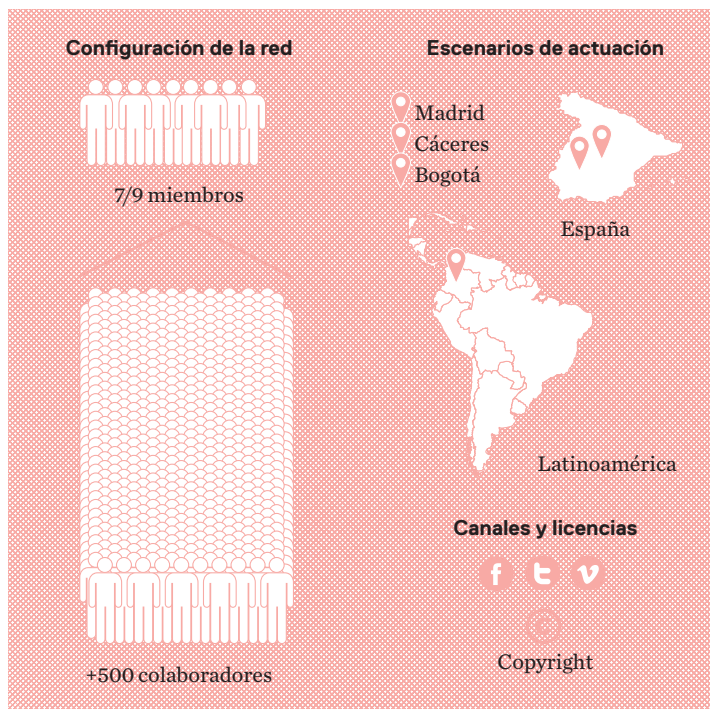 Configuración de la red
7/9 miembros
+500 colaboradores
Escenarios de actuación
Madrid
Cáceres
Bogotá
España
Latinoamérica
Canales y licencias
f t v
©
Copyright